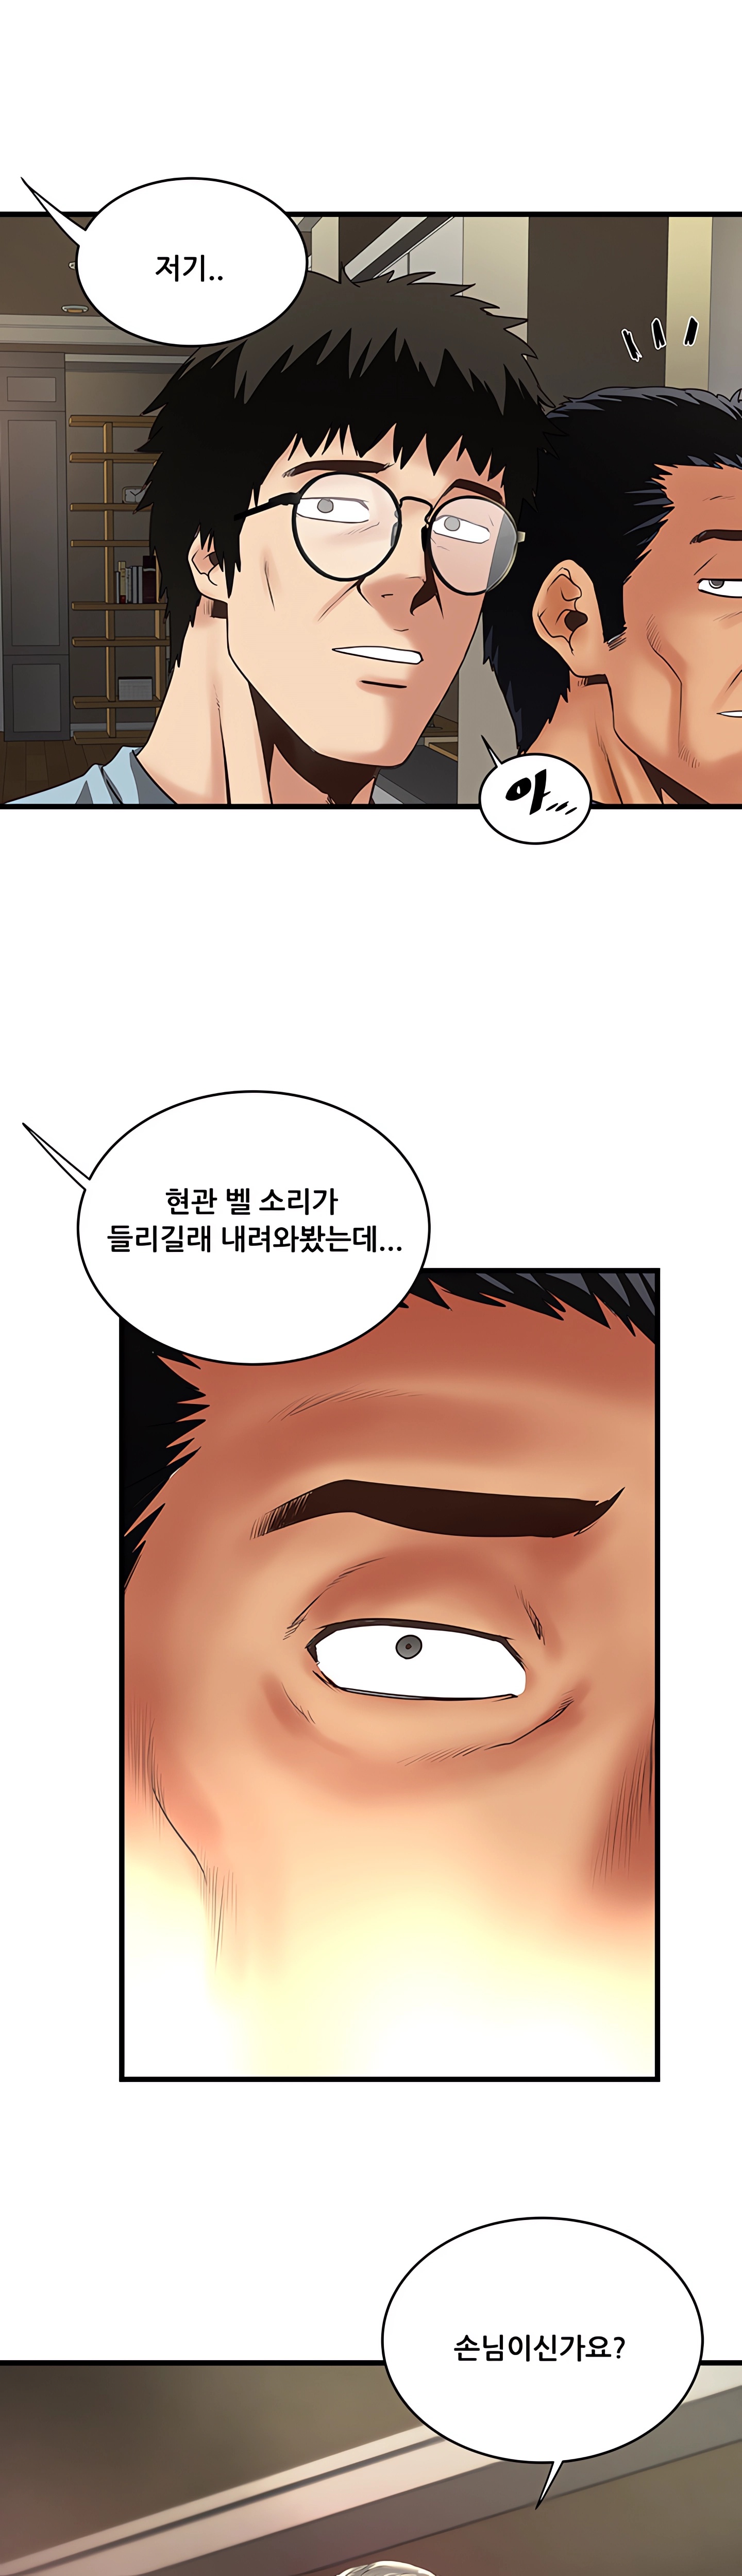 저기..
아
현관 벨 소리가
들리길래 내려와봤는데...
손님이신가요?